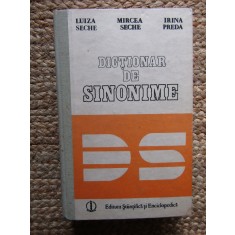 LUIZA MIRCEA IRINA
SECHE SECHE PREDA
DICȚIONAR
DE
SINONIME
DS
Editura Științifică și Enciclopedică